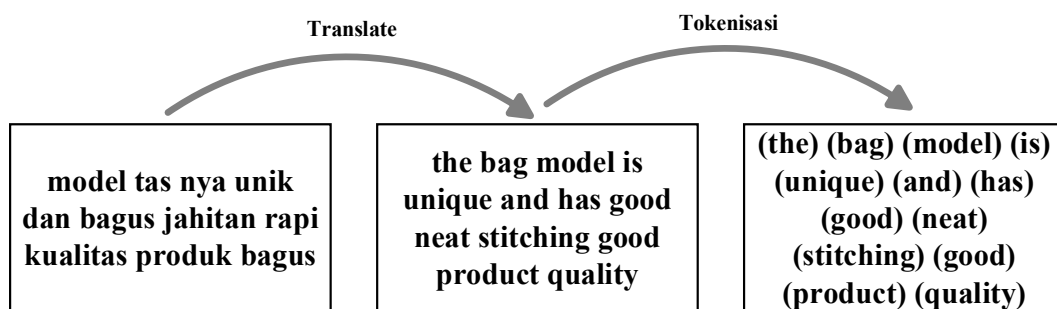 Translate
Tokenisasi
model tas nya unik
dan bagus jahitan rapi
kualitas produk bagus
the bag model is
unique and has good
neat stitching good
product quality
(the) (bag) (model) (is)
(unique) (and) (has)
(good) (neat)
(stitching) (good)
(product) (quality)